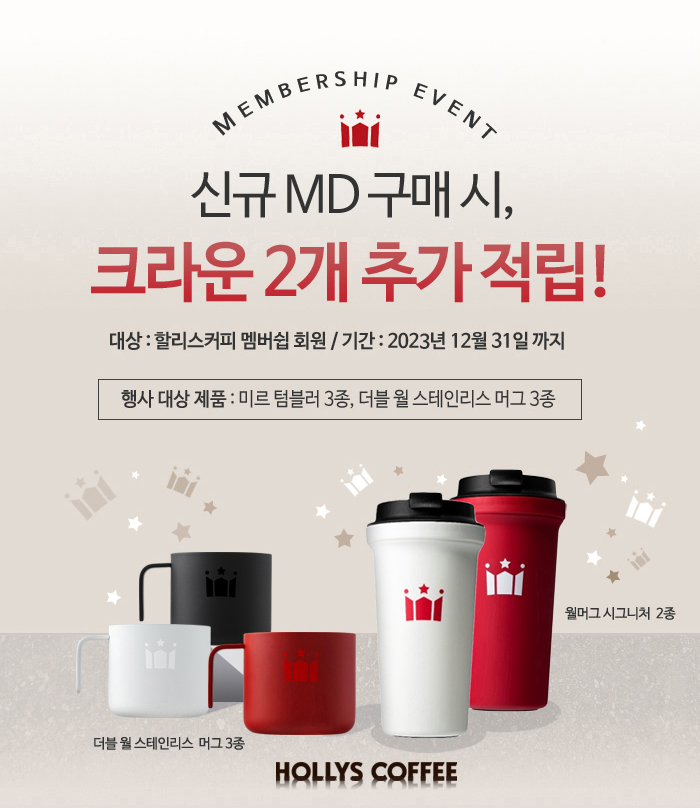 MEMBERSHIP EVENT
신규 MD 구매 시,
크라운 2개 추가 적립!
대상 : 할리스커피 멤버쉽 회원 / 기간 : 2023년 12월 31일 까지
행사 대상 제품 : 미르 텀블러 3종, 더블 월 스테인리스 머그 3종
월머그 시그니처 2종
더블 월 스테인리스 머그 3종
HOLLYS COFFEE